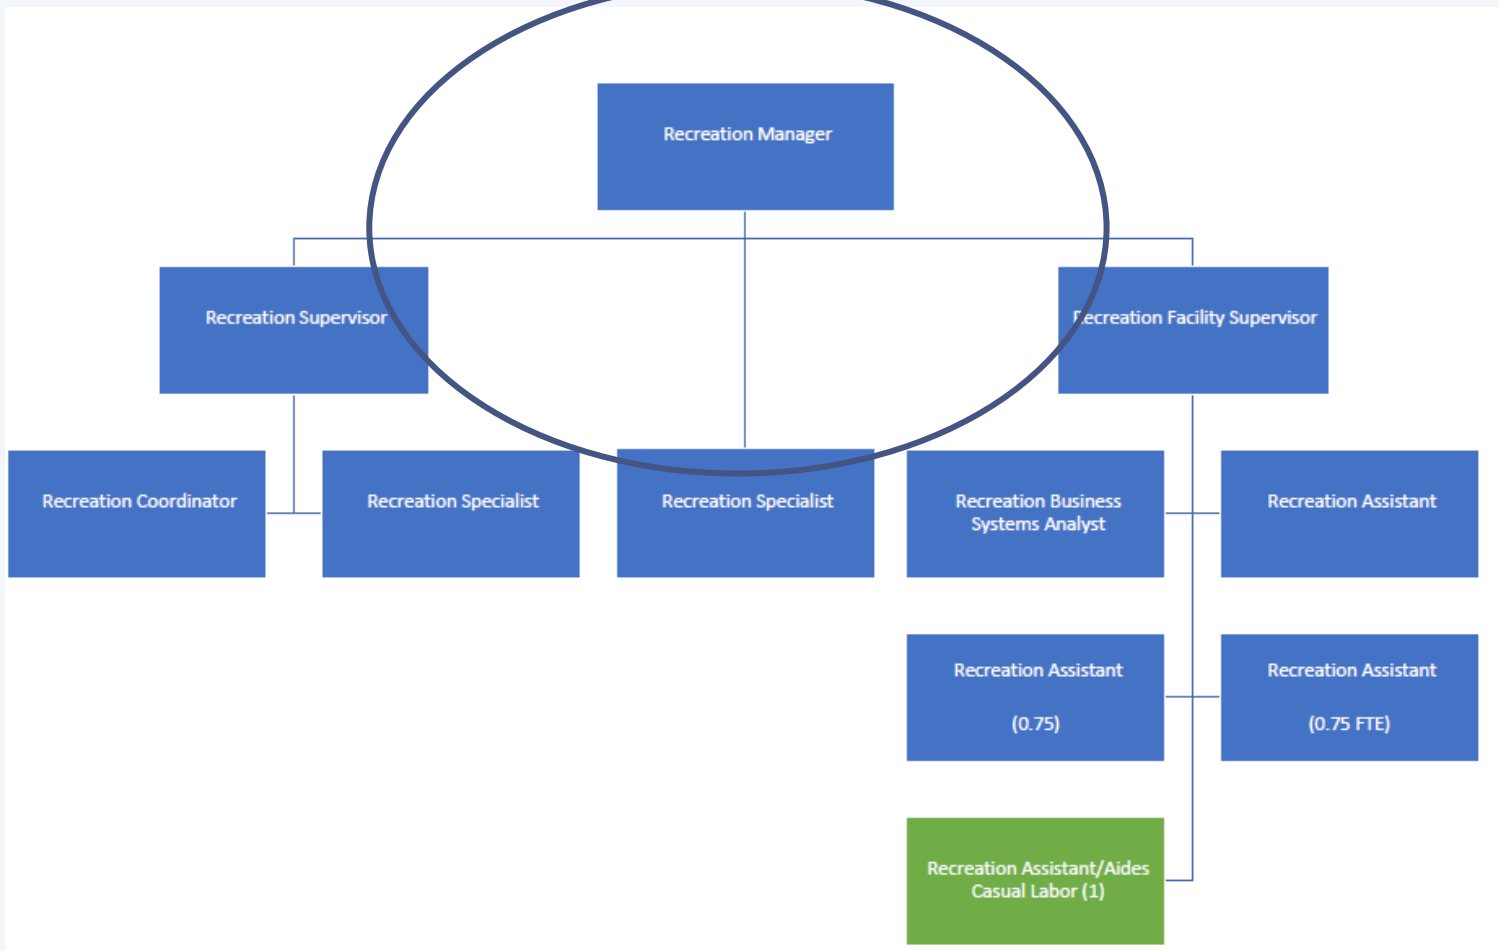 Recreation Manager
Recreation Supervisor
Recreation Facility Supervisor
Recreation Coordinator
Recreation Specialist
Recreation Specialist
Recreation Business
Systems Analyst
Recreation Assistant
Recreation Assistant
(0.75)
Recreation Assistant
(0.75 FTE)
Recreation Assistant/Aides
Casual Labor (1)